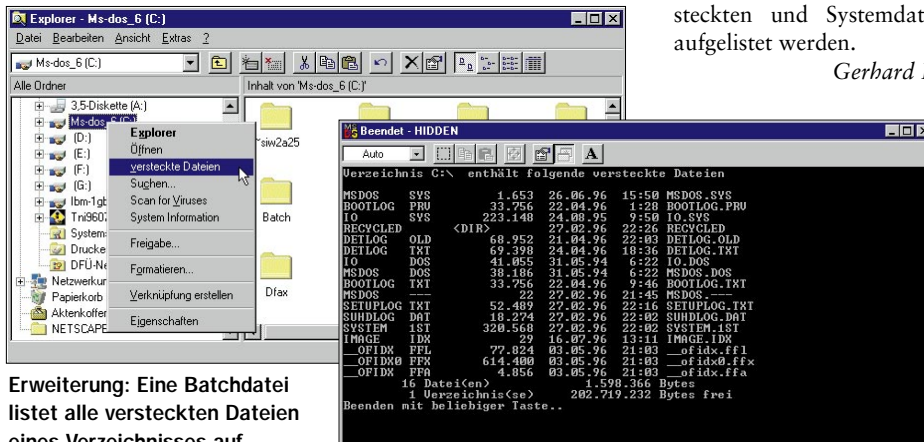 Explorer - Ms-dos_6 (C:)
Datei Bearbeiten Ansicht Extras ?
Ms-dos_6 (C:)
Alle Ordner
Inhalt von 'Ms-dos_6 (C:)'
3,5-Diskette (A:)
Ms-dos_6 (C:)
(D:)
(E:)
(F:)
(G:)
Ibm-1gb
Tni960
System
Drucke
DFÜ-Ne
Netzwerkur
Papierkorb
Aktenkoffer
NETSCAPE
Explorer
Öffnen
versteckte Dateien
Suchen...
Scan for Viruses
System Information
Freigabe...
Formatieren...
Verknüpfung erstellen
Eigenschaften
~siw2a25
Batch
Dfax
steckten und Systemdat
aufgelistet werden.
Gerhard
Beendet - HIDDEN
Auto
A
Verzeichnis C:\ enthält folgende versteckte Dateien
MSDOS SYS 1.653 26.06.96 15:50 MSDOS.SYS
BOOTLOG PRV 33.756 22.04.96 1:28 BOOTLOG.PRV
IO SYS 223.148 24.08.95 9:50 IO.SYS
RECYCLED <DIR> 27.02.96 22:26 RECYCLED
DETLOG OLD 68.952 21.04.96 22:03 DETLOG.OLD
DETLOG TXT 69.398 24.04.96 18:36 DETLOG.TXT
IO DOS 41.055 31.05.94 6:22 IO.DOS
MSDOS DOS 38.186 31.05.94 6:22 MSDOS.DOS
BOOTLOG TXT 33.756 22.04.96 9:46 BOOTLOG.TXT
MSDOS --- 22 27.02.96 21:45 MSDOS.---
SETUPLOG TXT 52.489 27.02.96 22:16 SETUPLOG.TXT
SUHDLOG DAT 18.274 27.02.96 22:02 SUHDLOG.DAT
SYSTEM 1ST 320.568 27.02.96 22:02 SYSTEM.1ST
IMAGE IDX 29 16.07.96 13:11 IMAGE.IDX
__OFIDX FFL 77.824 03.05.96 21:03 __ofidx.ffl
__OFIDX0 FFX 614.400 03.05.96 21:03 __ofidx0.ffx
__OFIDX FFA 4.856 03.05.96 21:03 __ofidx.ffa
16 Datei(en) 1.598.366 Bytes
1 Verzeichnis(se) 202.719.232 Bytes frei
Beenden mit beliebiger Taste..
Erweiterung: Eine Batchdatei
listet alle versteckten Dateien
eines Verzeichnisses auf